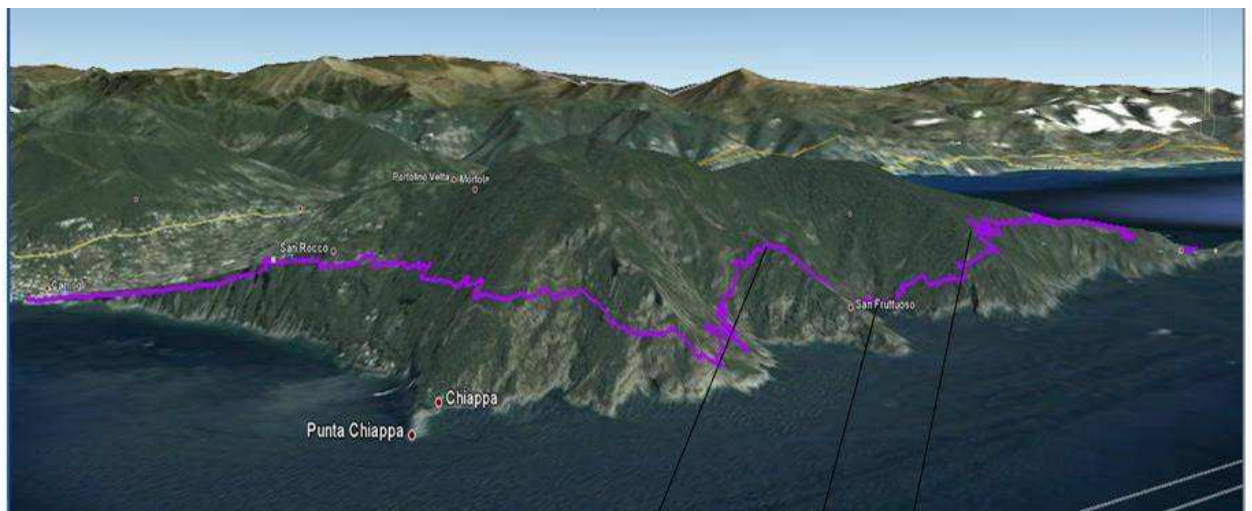 Portofino Vetta
Mortola
San Rocco
Camogli
San Fruttuoso
Chiappa
Punta Chiappa